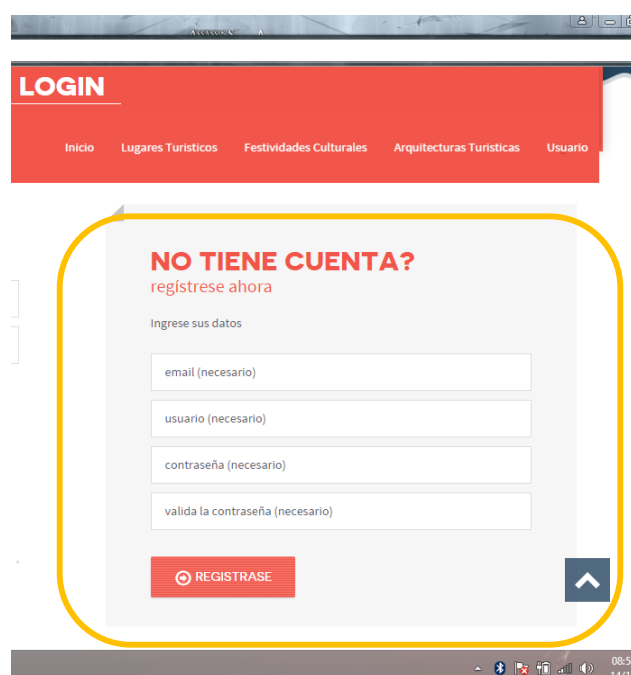 LOGIN
Inicio Lugares Turisticos Festividades Culturales Arquitecturas Turisticas Usuario
NO TIENE CUENTA?
regístrese ahora
Ingrese sus datos
email (necesario)
usuario (necesario)
contraseña (necesario)
valida la contraseña (necesario)
REGISTRASE